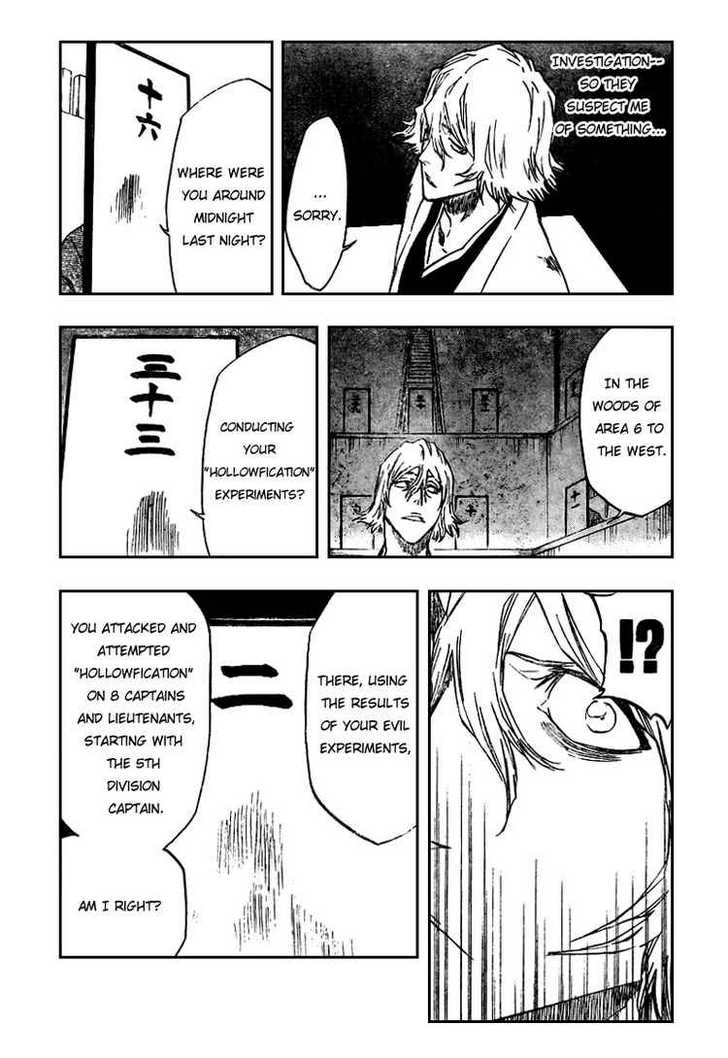 INVESTIGATION--
SO THEY
SUSPECT ME
OF SOMETHING...
...
SORRY.
WHERE WERE
YOU AROUND
MIDNIGHT
LAST NIGHT?
十六
IN THE
WOODS OF
AREA 6 TO
THE WEST.
CONDUCTING
YOUR
"HOLLOWFICATION"
EXPERIMENTS?
三十三
!?
THERE, USING
THE RESULTS
OF YOUR EVIL
EXPERIMENTS,
二
YOU ATTACKED AND
ATTEMPTED
"HOLLOWFICATION"
ON 8 CAPTAINS
AND LIEUTENANTS,
STARTING WITH
THE 5TH
DIVISION
CAPTAIN.
AM I RIGHT?